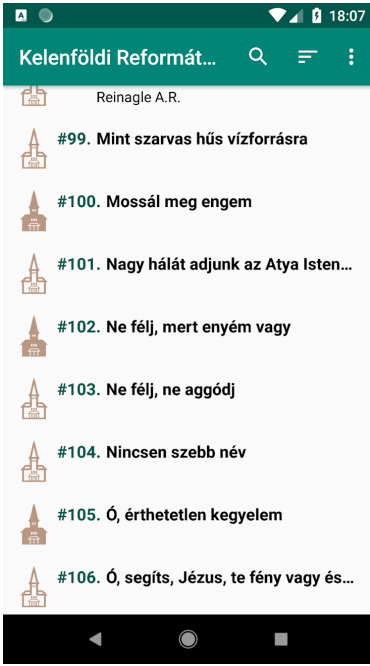 A 18:07
Kelenföldi Reformát...
Reinagle A.R.
#99. Mint szarvas hűs vízforrásra
#100. Mossál meg engem
#101. Nagy hálát adjunk az Atya Isten...
#102. Ne félj, mert enyém vagy
#103. Ne félj, ne aggódj
#104. Nincsen szebb név
#105. Ó, érthetetlen kegyelem
#106. Ó, segíts, Jézus, te fény vagy és...